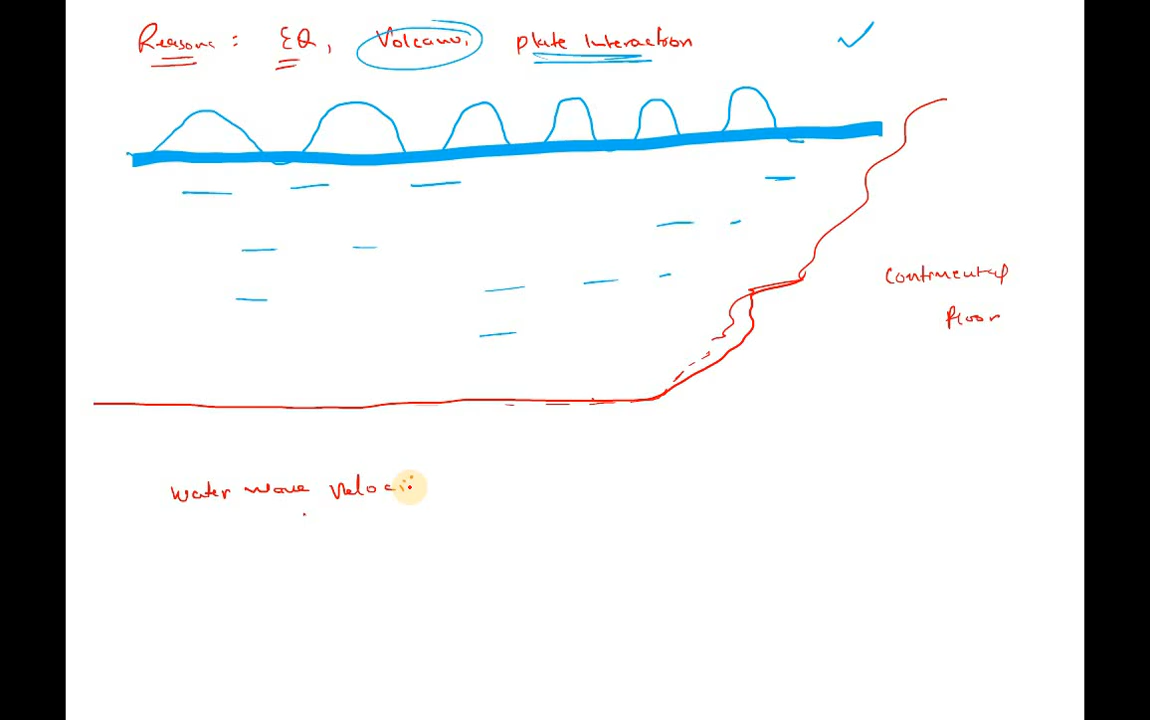 Reasons : EQ, Volcano, plate Interaction
Continental
floor
water wave veloci